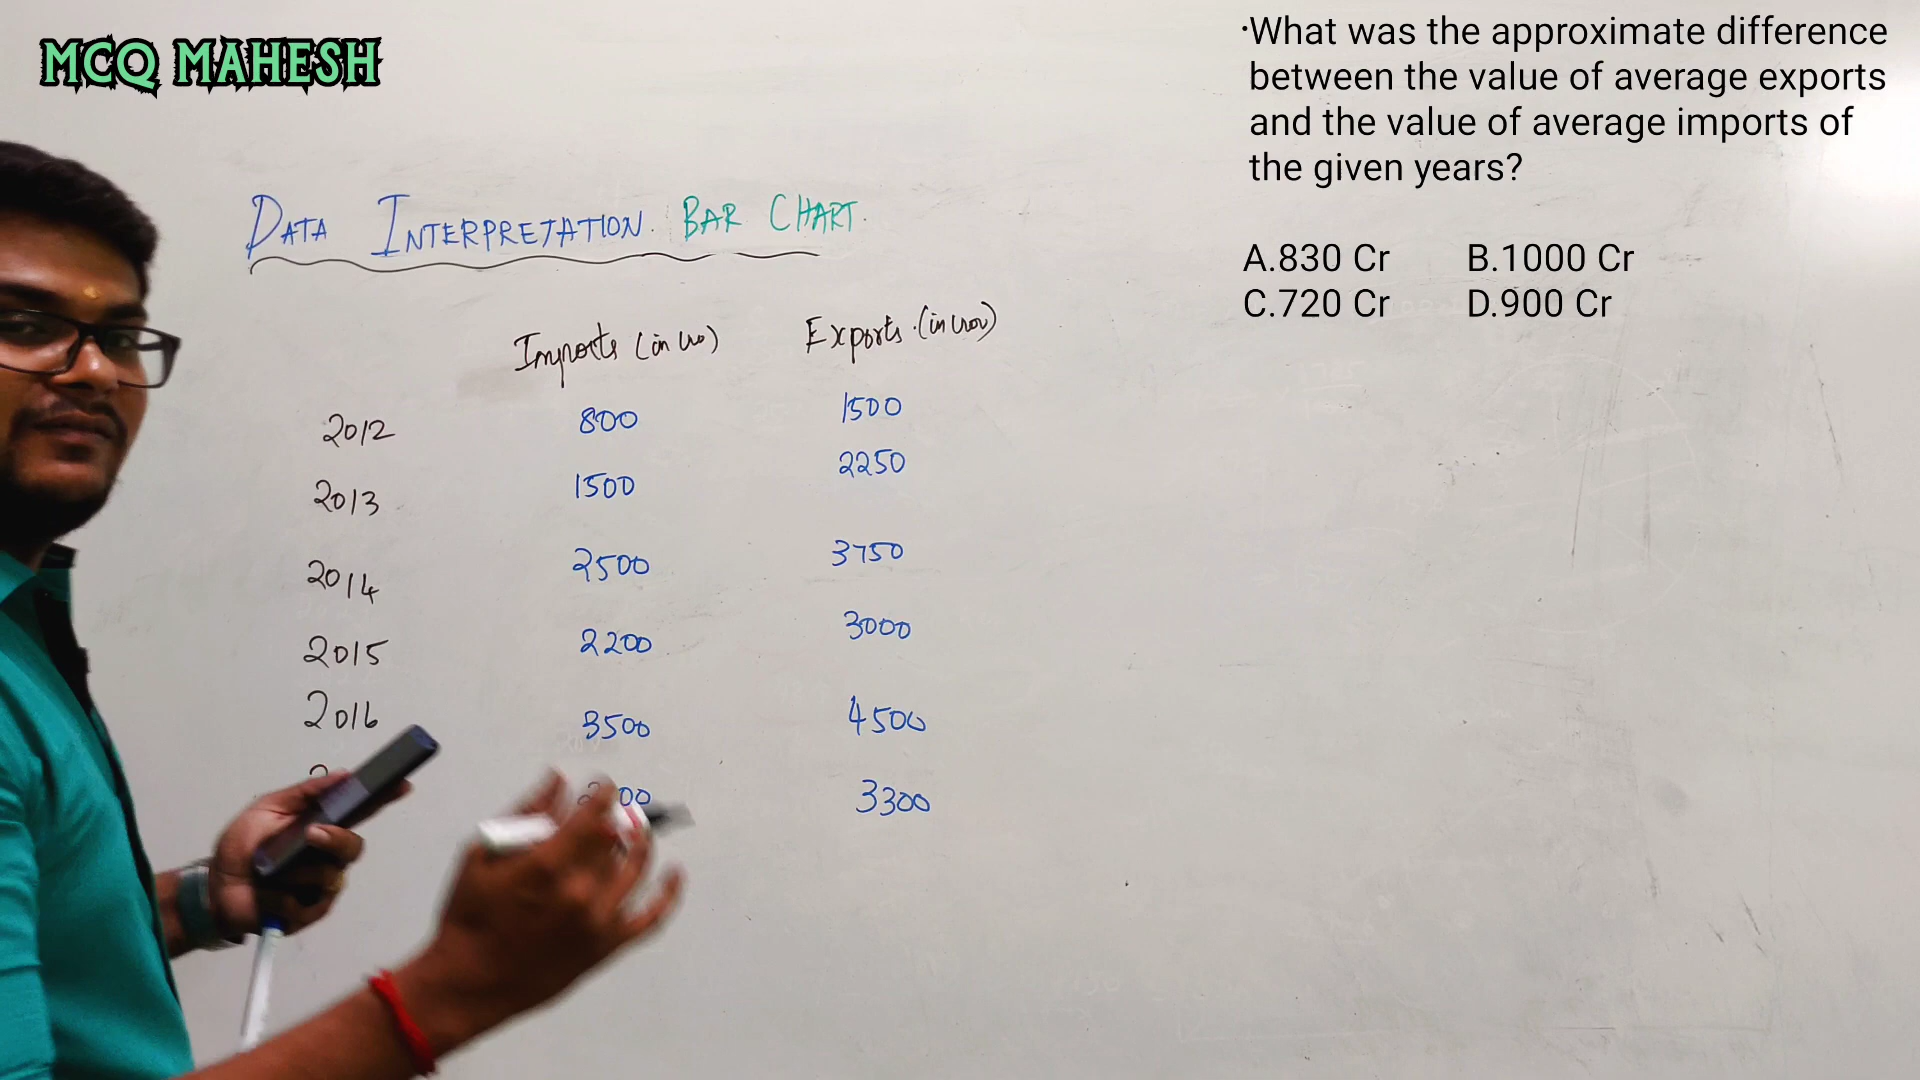 MCQ MAHESH
·What was the approximate difference
between the value of average exports
and the value of average imports of
the given years?
A.830 Cr B.1000 Cr
C.720 Cr D.900 Cr
DATA INTERPRETATION. BAR CHART.
Imports (in Exports (in
2012 800 1500
2013 1500 2250
2014 2500 3750
2015 2200 3000
2016 3500 4500
3300